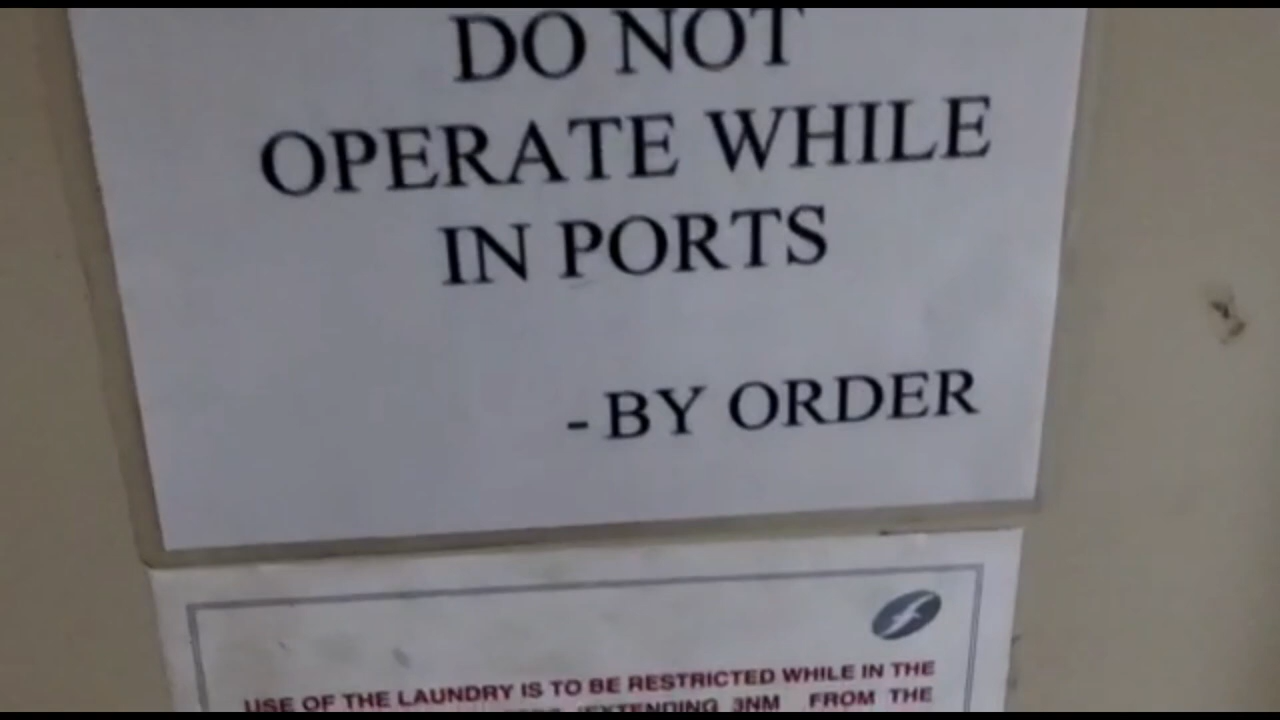 DO NOT
OPERATE WHILE
IN PORTS
- BY ORDER
USE OF THE LAUNDRY IS TO BE RESTRICTED WHILE IN THE
EXTENDING 3NM FROM THE